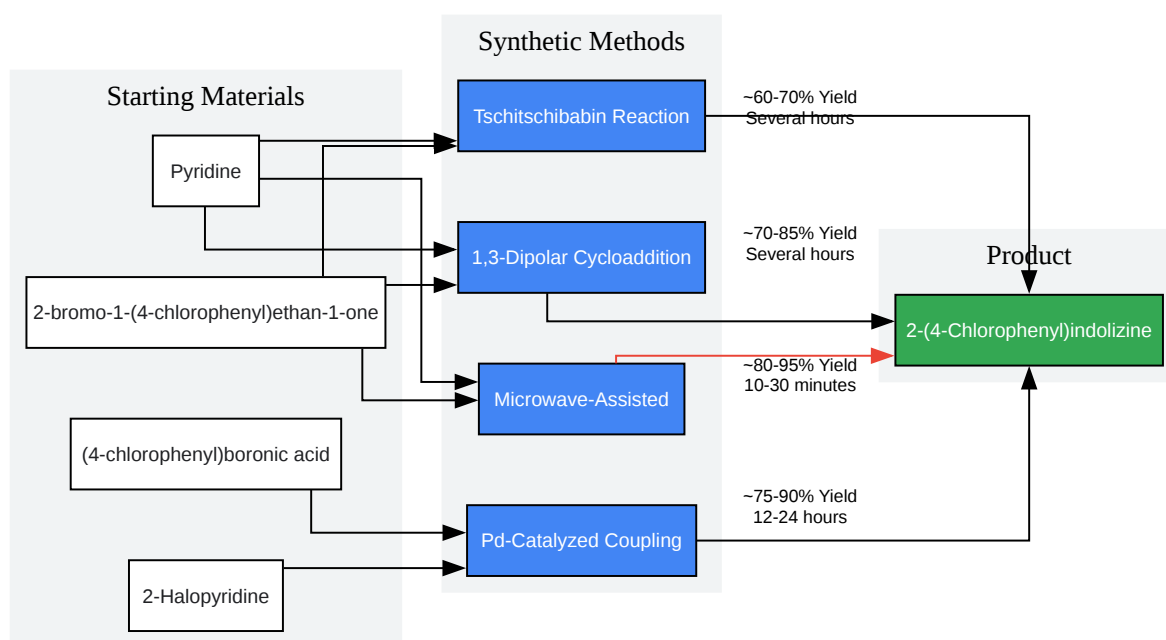 Synthetic Methods
Starting Materials
Tschitschibabin Reaction
~60-70% Yield
Several hours
Pyridine
1,3-Dipolar Cycloaddition
~70-85% Yield
Several hours
Product
2-bromo-1-(4-chlorophenyl)ethan-1-one
2-(4-Chlorophenyl)indolizine
Microwave-Assisted
~80-95% Yield
10-30 minutes
(4-chlorophenyl)boronic acid
Pd-Catalyzed Coupling
~75-90% Yield
12-24 hours
2-Halopyridine